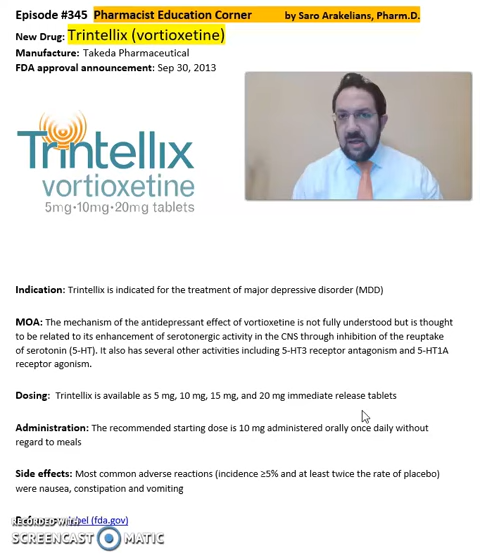 Episode #345 Pharmacist Education Corner by Saro Arakelians, Pharm.D.
New Drug: Trintellix (vortioxetine)
Manufacture: Takeda Pharmaceutical
FDA approval announcement: Sep 30, 2013
Trintellix
vortioxetine
5mg•10mg•20mg tablets
Indication: Trintellix is indicated for the treatment of major depressive disorder (MDD)
MOA: The mechanism of the antidepressant effect of vortioxetine is not fully understood but is thought
to be related to its enhancement of serotonergic activity in the CNS through inhibition of the reuptake
of serotonin (5-HT). It also has several other activities including 5-HT3 receptor antagonism and 5-HT1A
receptor agonism.
Dosing: Trintellix is available as 5 mg, 10 mg, 15 mg, and 20 mg immediate release tablets
Administration: The recommended starting dose is 10 mg administered orally once daily without
regard to meals
Side effects: Most common adverse reactions (incidence ≥5% and at least twice the rate of placebo)
were nausea, constipation and vomiting
(fda.gov)
RECORDED WITH
SCREENCAST MATIC